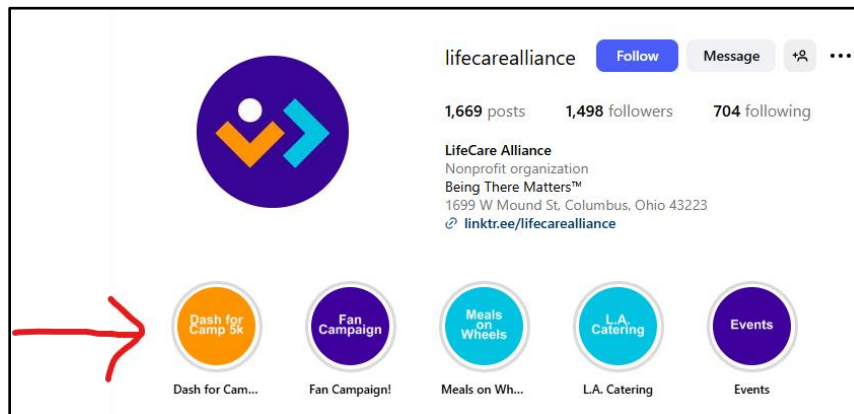 lifecarealliance Follow Message
1,669 posts 1,498 followers 704 following
LifeCare Alliance
Nonprofit organization
Being There Matters™
1699 W Mound St, Columbus, Ohio 43223
linktr.ee/lifecarealliance
Dash for
Camp 5k
Fan
Campaign
Meals
on
Wheels
L.A.
Catering
Events
Dash for Cam... Fan Campaign! Meals on Wh... L.A. Catering Events